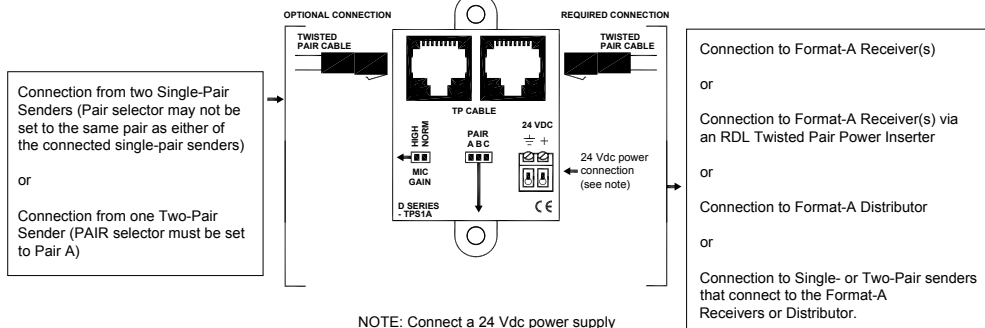 OPTIONAL CONNECTION
REQUIRED CONNECTION
TWISTED
PAIR CABLE
TWISTED
PAIR CABLE
Connection from two Single-Pair
Senders (Pair selector may not be
set to the same pair as either of
the connected single-pair senders)
or
Connection from one Two-Pair
Sender (PAIR selector must be set
to Pair A)
TP CABLE
HIGH
NORM
MIC
GAIN
PAIR
A B C
24 VDC
+
D SERIES
- TPS1A
CE
24 Vdc power
connection
(see note)
Connection to Format-A Receiver(s)
or
Connection to Format-A Receiver(s) via
an RDL Twisted Pair Power Inserter
or
Connection to Format-A Distributor
or
Connection to Single- or Two-Pair senders
that connect to the Format-A
Receivers or Distributor.
NOTE: Connect a 24 Vdc power supply